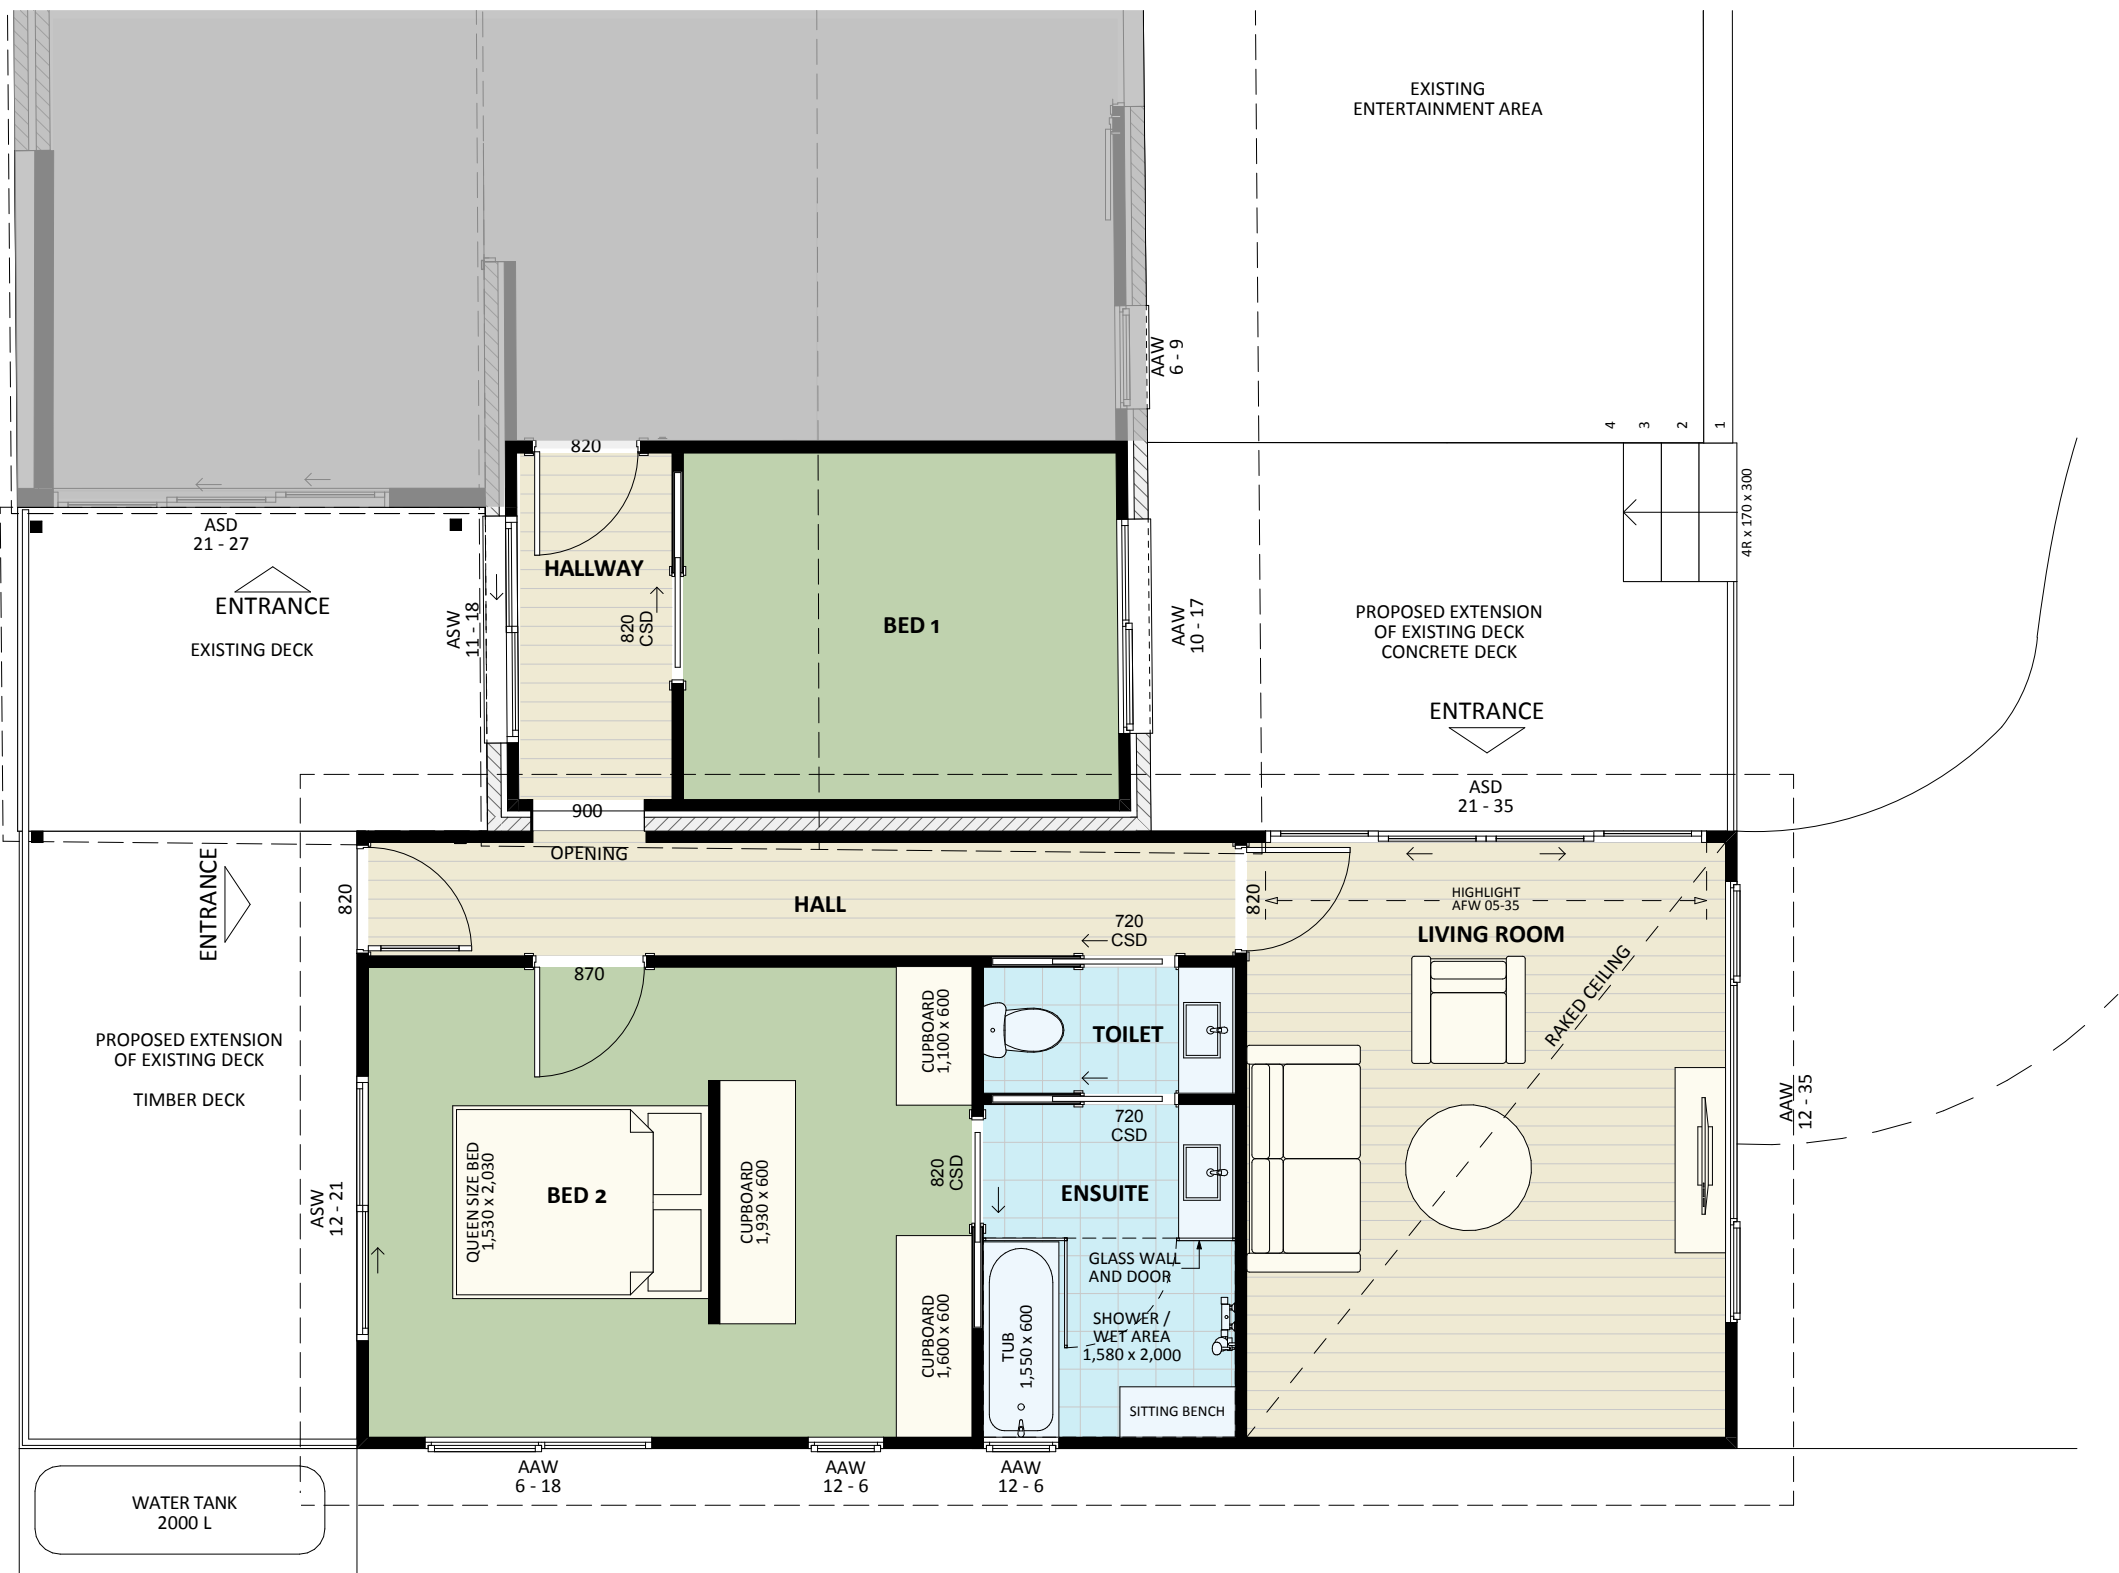 EXISTING
ENTERTAINMENT AREA
AAW
6 - 9
4
3
2
1
4R x 170 x 300
820
ASD
21 - 27
ENTRANCE
EXISTING DECK
HALLWAY
ASW
11 - 18
820
CSD
BED 1
AAW
10 - 17
PROPOSED EXTENSION
OF EXISTING DECK
CONCRETE DECK
ENTRANCE
ASD
21 - 35
900
OPENING
ENTRANCE
820
HALL
720
CSD
820
HIGHLIGHT
AFW 05-35
LIVING ROOM
RAKED CEILING
870
CUPBOARD
1,100 x 600
TOILET
PROPOSED EXTENSION
OF EXISTING DECK
TIMBER DECK
AAW
12 - 35
720
CSD
ASW
12 - 21
QUEEN SIZE BED
1,530 x 2,030
BED 2
CUPBOARD
1,930 x 600
820
CSD
ENSUITE
GLASS WALL
AND DOOR
CUPBOARD
1,600 x 600
TUB
1,550 x 600
SHOWER /
WET AREA
1,580 x 2,000
SITTING BENCH
AAW
6 - 18
AAW
12 - 6
AAW
12 - 6
WATER TANK
2000 L